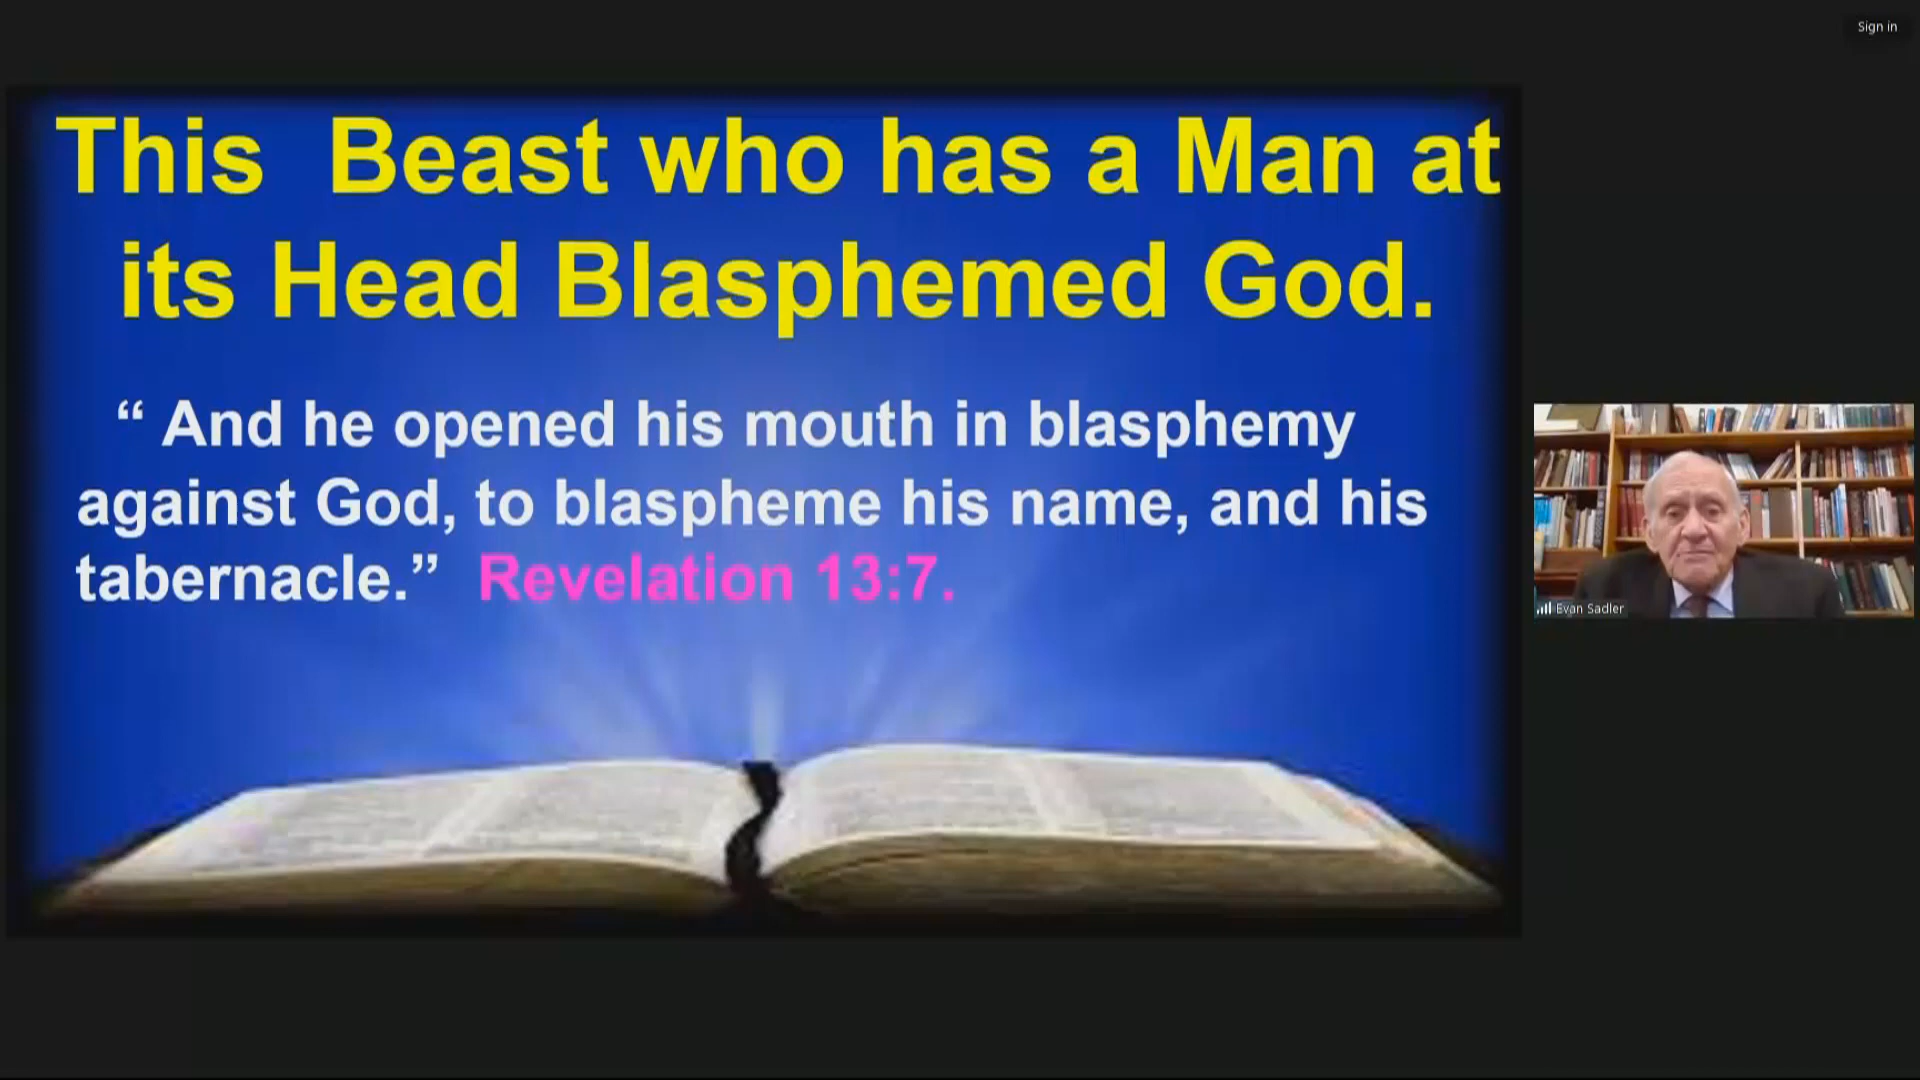 Sign in
This  Beast who has a Man at
its Head Blasphemed God.
“ And he opened his mouth in blasphemy
against God, to blaspheme his name, and his
tabernacle.”  Revelation 13:7.
Evan Sadler